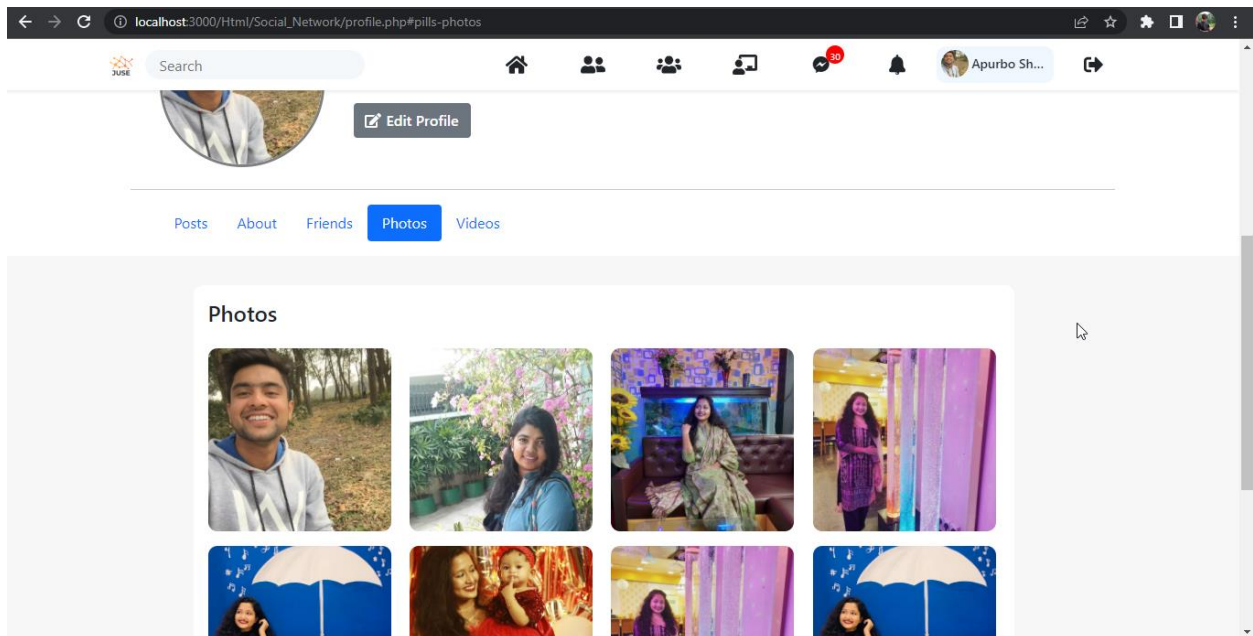 localhost:3000/Html/Social_Network/profile.php#pills-photos
JUSE
Search
30
Apurbo Sh...
Edit Profile
Posts About Friends Photos Videos
Photos